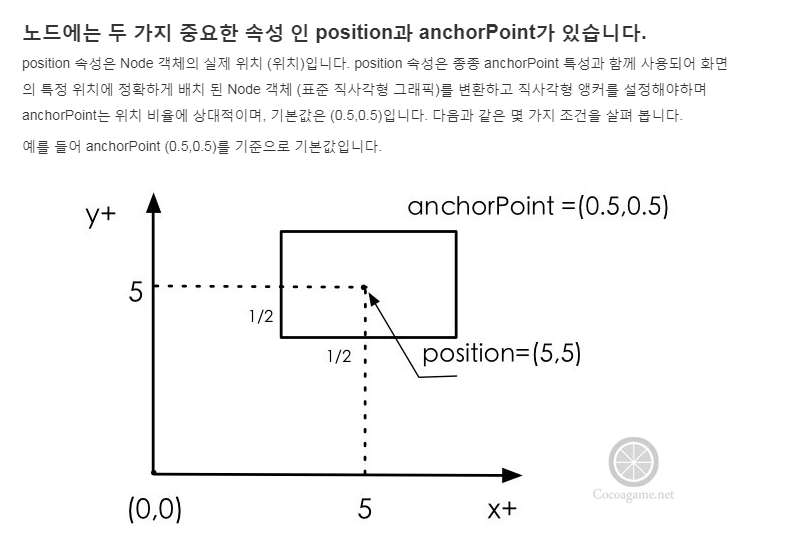 노드에는 두 가지 중요한 속성 인 position과 anchorPoint가 있습니다.
position 속성은 Node 객체의 실제 위치 (위치)입니다. position 속성은 종종 anchorPoint 특성과 함께 사용되어 화면
의 특정 위치에 정확하게 배치 된 Node 객체 (표준 직사각형 그래픽)를 변환하고 직사각형 앵커를 설정해야하며
anchorPoint는 위치 비율에 상대적이며, 기본값은 (0.5,0.5)입니다. 다음과 같은 몇 가지 조건을 살펴 봅니다.
예를 들어 anchorPoint (0.5,0.5)를 기준으로 기본값입니다.
y+
anchorPoint =(0.5,0.5)
5
1/2
1/2
position=(5,5)
(0,0)
5
x+
Cocoagame.net